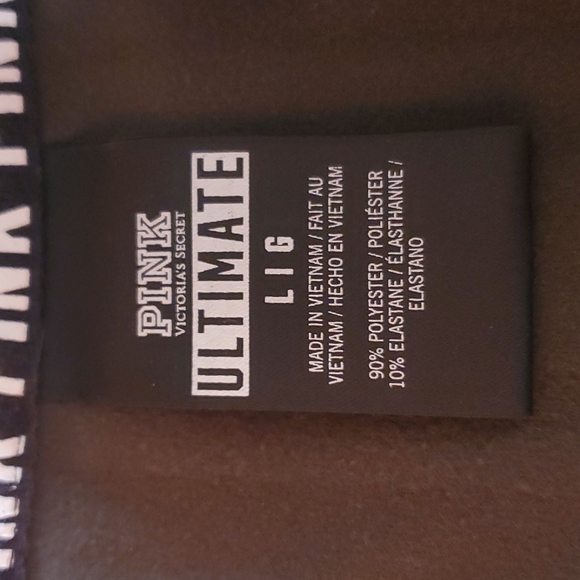 PINK
VICTORIA'S SECRET
ULTIMATE
L I G
MADE IN VIETNAM / FAIT AU
VIETNAM / HECHO EN VIETNAM
90% POLYESTER / POLIÉSTER
10% ELASTANE / ÉLASTHANNE /
ELASTANO